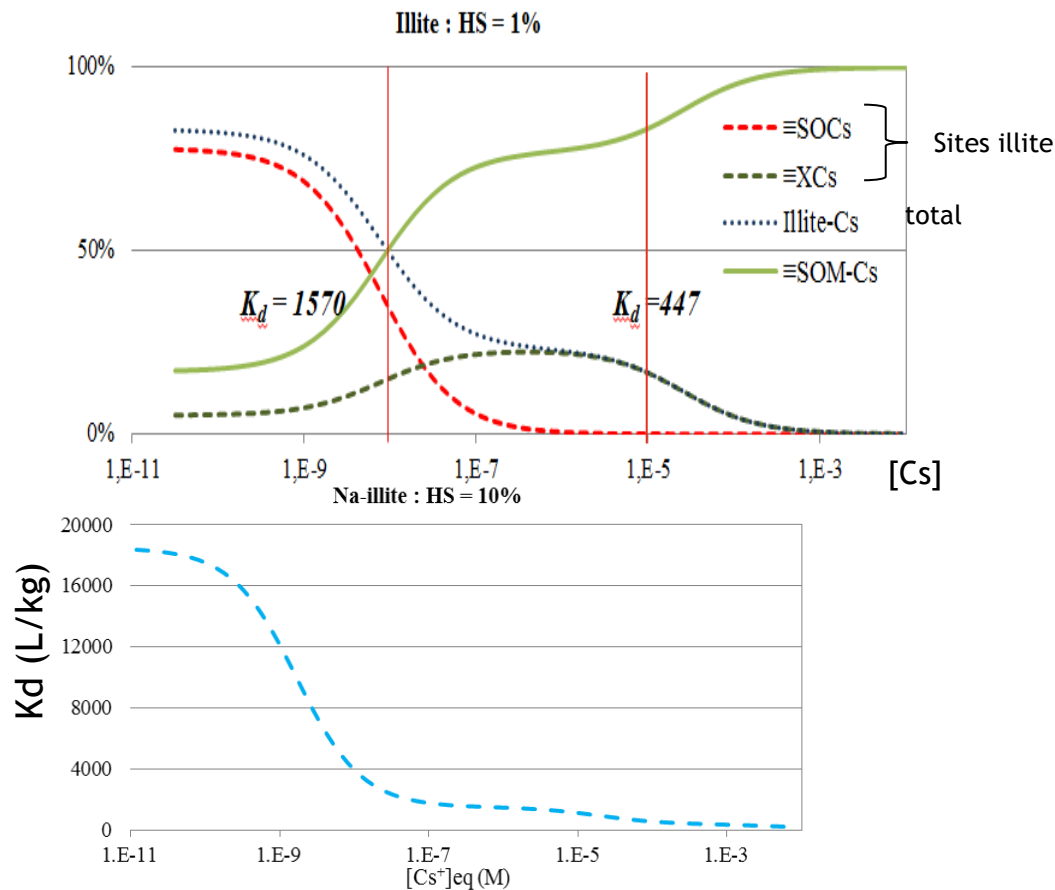 Illite : HS = 1%
100%
≡SOCs
Sites illite
≡XCs
Illite-Cs
total
50%
≡SOM-Cs
Kd = 1570
Kd =447
0%
1,E-11
1,E-9
1,E-7
1,E-5
1,E-3
[Cs]
Na-illite : HS = 10%
20000
16000
12000
8000
4000
0
Kd (L/kg)
1.E-11
1.E-9
1.E-7
1.E-5
1.E-3
[Cs⁺]eq (M)